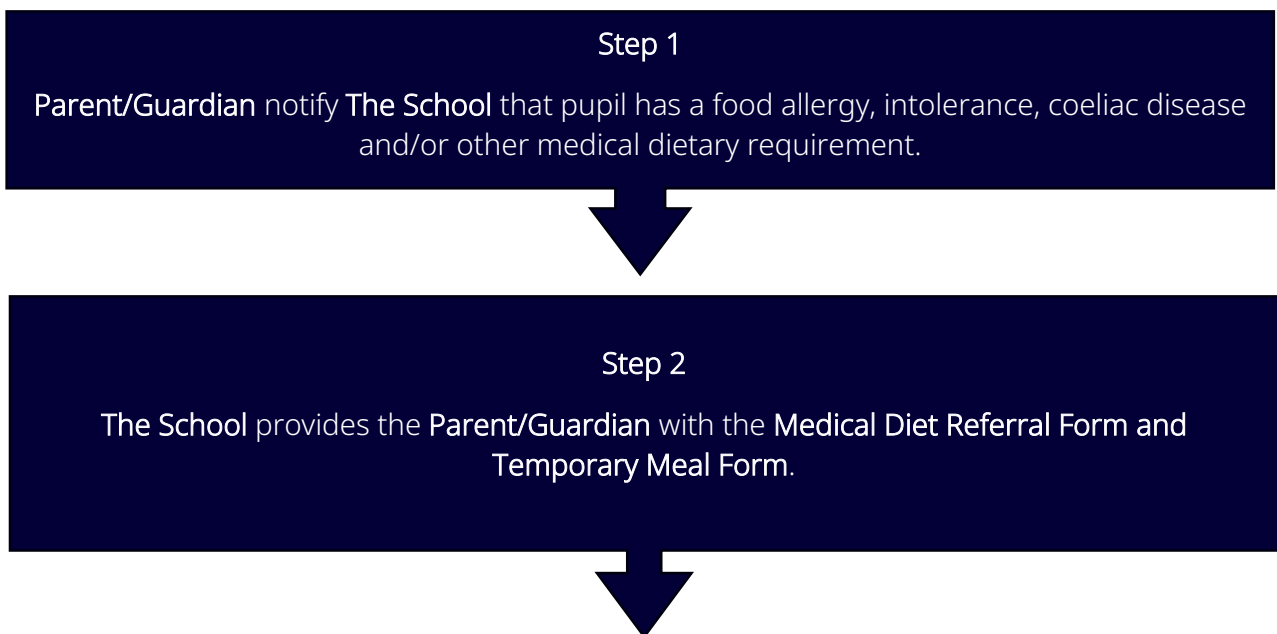 Step 1
Parent/Guardian notify The School that pupil has a food allergy, intolerance, coeliac disease
and/or other medical dietary requirement.
Step 2
The School provides the Parent/Guardian with the Medical Diet Referral Form and
Temporary Meal Form.